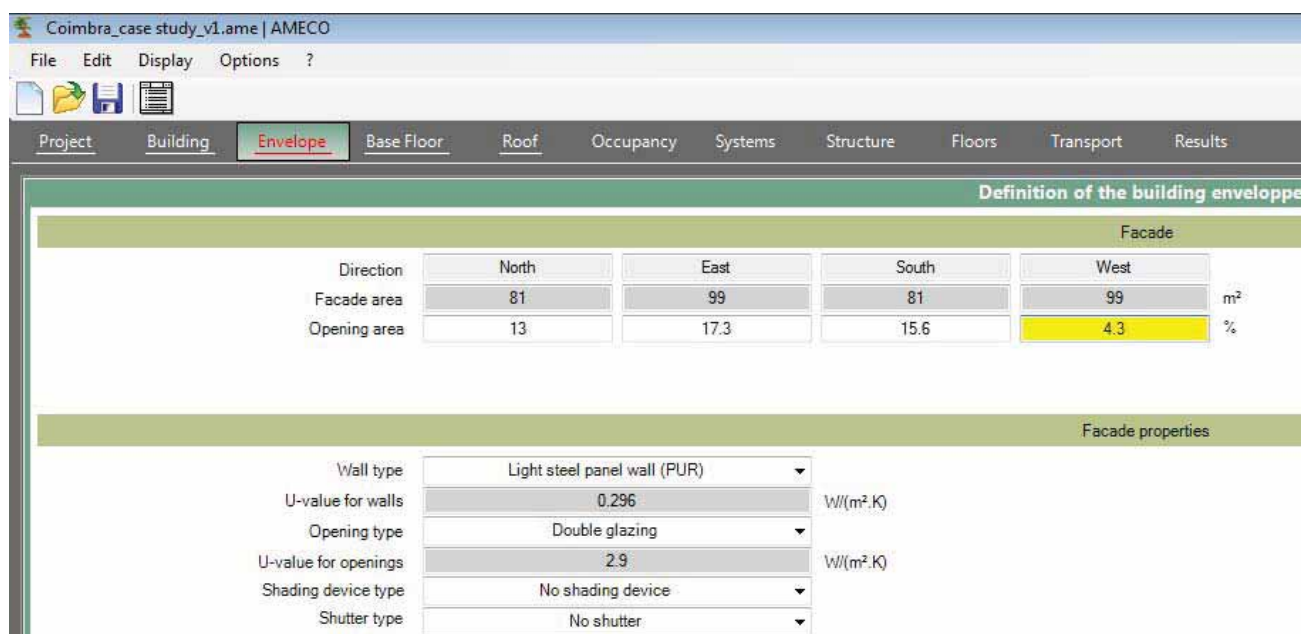 Coimbra_case study_v1.ame | AMECO
File Edit Display Options ?
Project Building Envelope Base Floor Roof Occupancy Systems Structure Floors Transport Results
Definition of the building enveloppe
Facade
Direction North East South West
Facade area 81 99 81 99 m²
Opening area 13 17.3 15.6 4.3 %
Facade properties
Wall type Light steel panel wall (PUR)
U-value for walls 0.296 W/(m².K)
Opening type Double glazing
U-value for openings 2.9 W/(m².K)
Shading device type No shading device
Shutter type No shutter